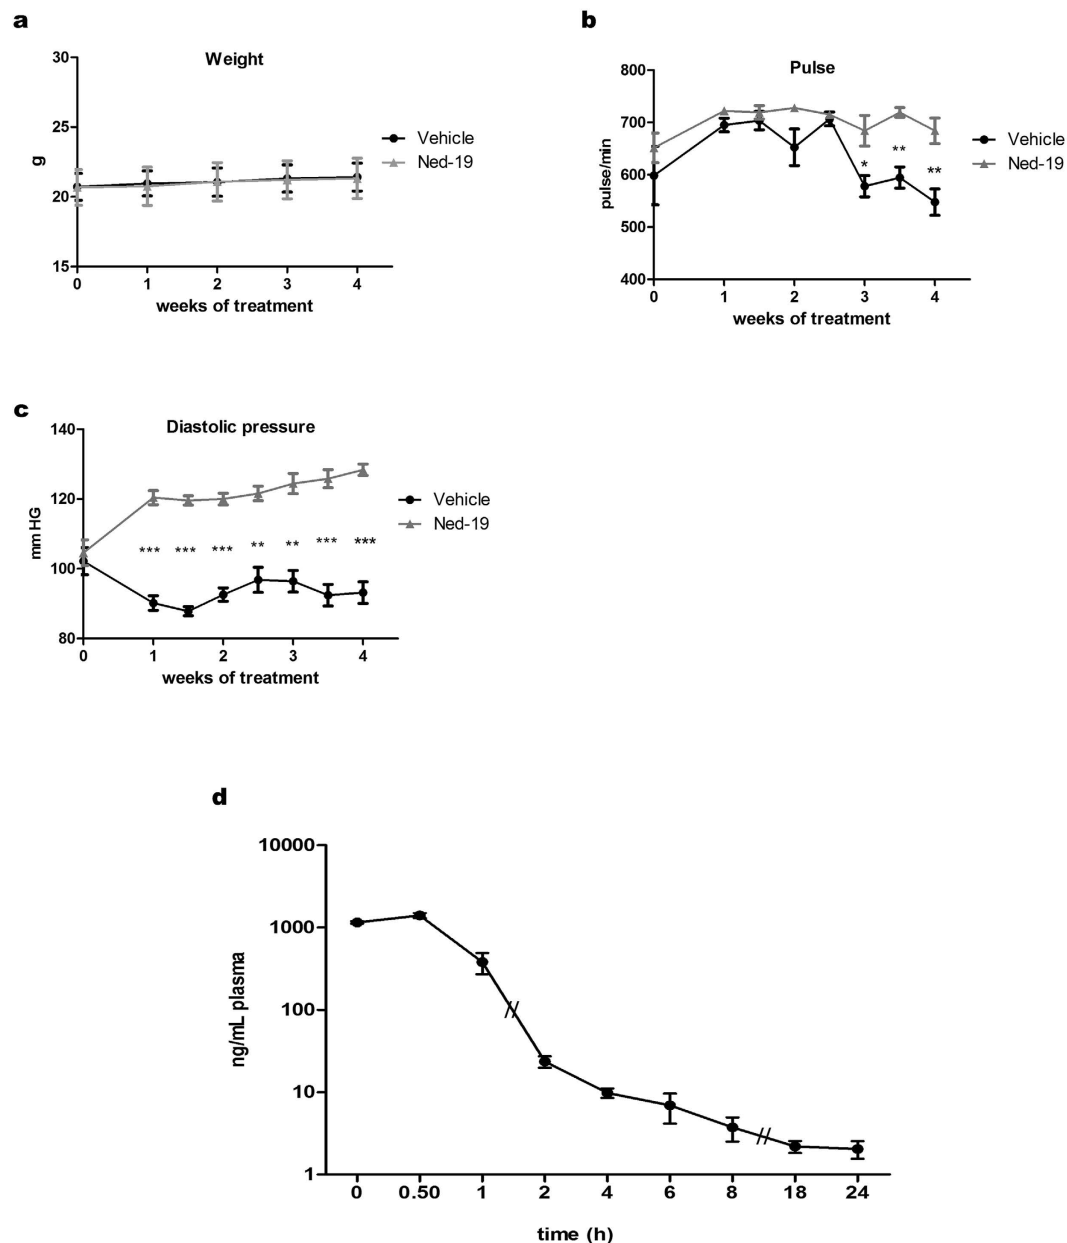 a
Weight
30
25
20
15
g
0 1 2 3 4
weeks of treatment
Vehicle
Ned-19
b
Pulse
800
700
600
500
400
pulse/min
* ** **
0 1 2 3 4
weeks of treatment
Vehicle
Ned-19
c
Diastolic pressure
140
120
100
80
mm HG
*** *** *** ** ** *** ***
0 1 2 3 4
weeks of treatment
Vehicle
Ned-19
d
10000
1000
100
10
1
ng/mL plasma
// //
0 0.50 1 2 4 6 8 18 24
time (h)